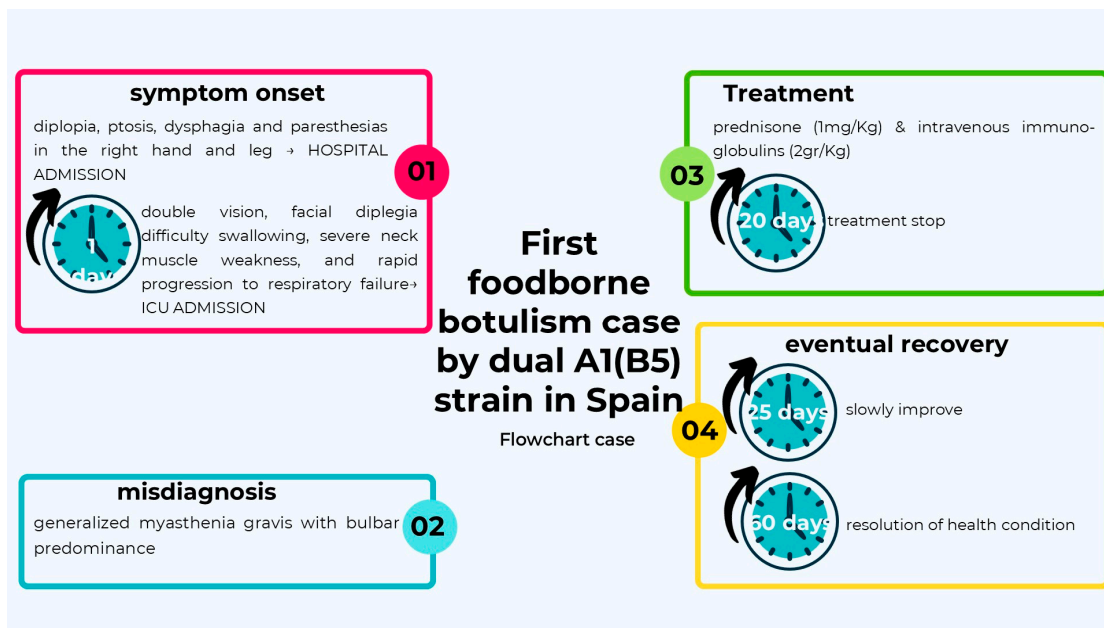 symptom onset
diplopia, ptosis, dysphagia and paresthesias
in the right hand and leg → HOSPITAL
ADMISSION
01
1
day
double vision, facial diplegia
difficulty swallowing, severe neck
muscle weakness, and rapid
progression to respiratory failure→
ICU ADMISSION
misdiagnosis
generalized myasthenia gravis with bulbar
predominance
02
First
foodborne
botulism case
by dual A1(B5)
strain in Spain
Flowchart case
Treatment
prednisone (1mg/Kg) & intravenous immuno-
globulins (2gr/Kg)
03
20 days
treatment stop
eventual recovery
04
25 days
slowly improve
60 days
resolution of health condition